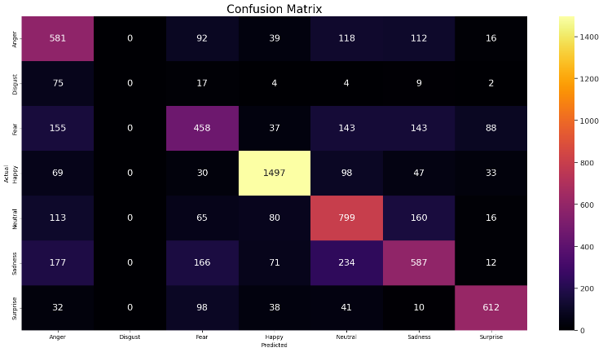 Confusion Matrix
Anger 581 0 92 39 118 112 16
Disgust 75 0 17 4 4 9 2
Fear 155 0 458 37 143 143 88
Actual
Happy 69 0 30 1497 98 47 33
Neutral 113 0 65 80 799 160 16
Sadness 177 0 166 71 234 587 12
Surprise 32 0 98 38 41 10 612
Anger Disgust Fear Happy Neutral Sadness Surprise
Predicted
1400
1200
1000
800
600
400
200
0